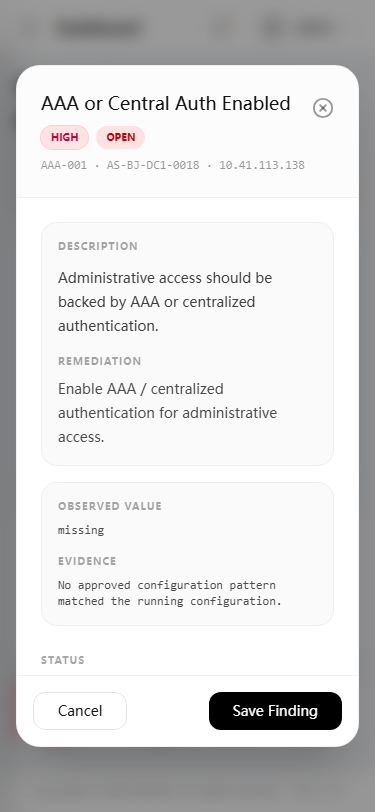 AAA or Central Auth Enabled
HIGH OPEN
AAA-001 · AS-BJ-DC1-0018 · 10.41.113.138
DESCRIPTION
Administrative access should be
backed by AAA or centralized
authentication.
REMEDIATION
Enable AAA / centralized
authentication for administrative
access.
OBSERVED VALUE
missing
EVIDENCE
No approved configuration pattern
matched the running configuration.
STATUS
Cancel Save Finding